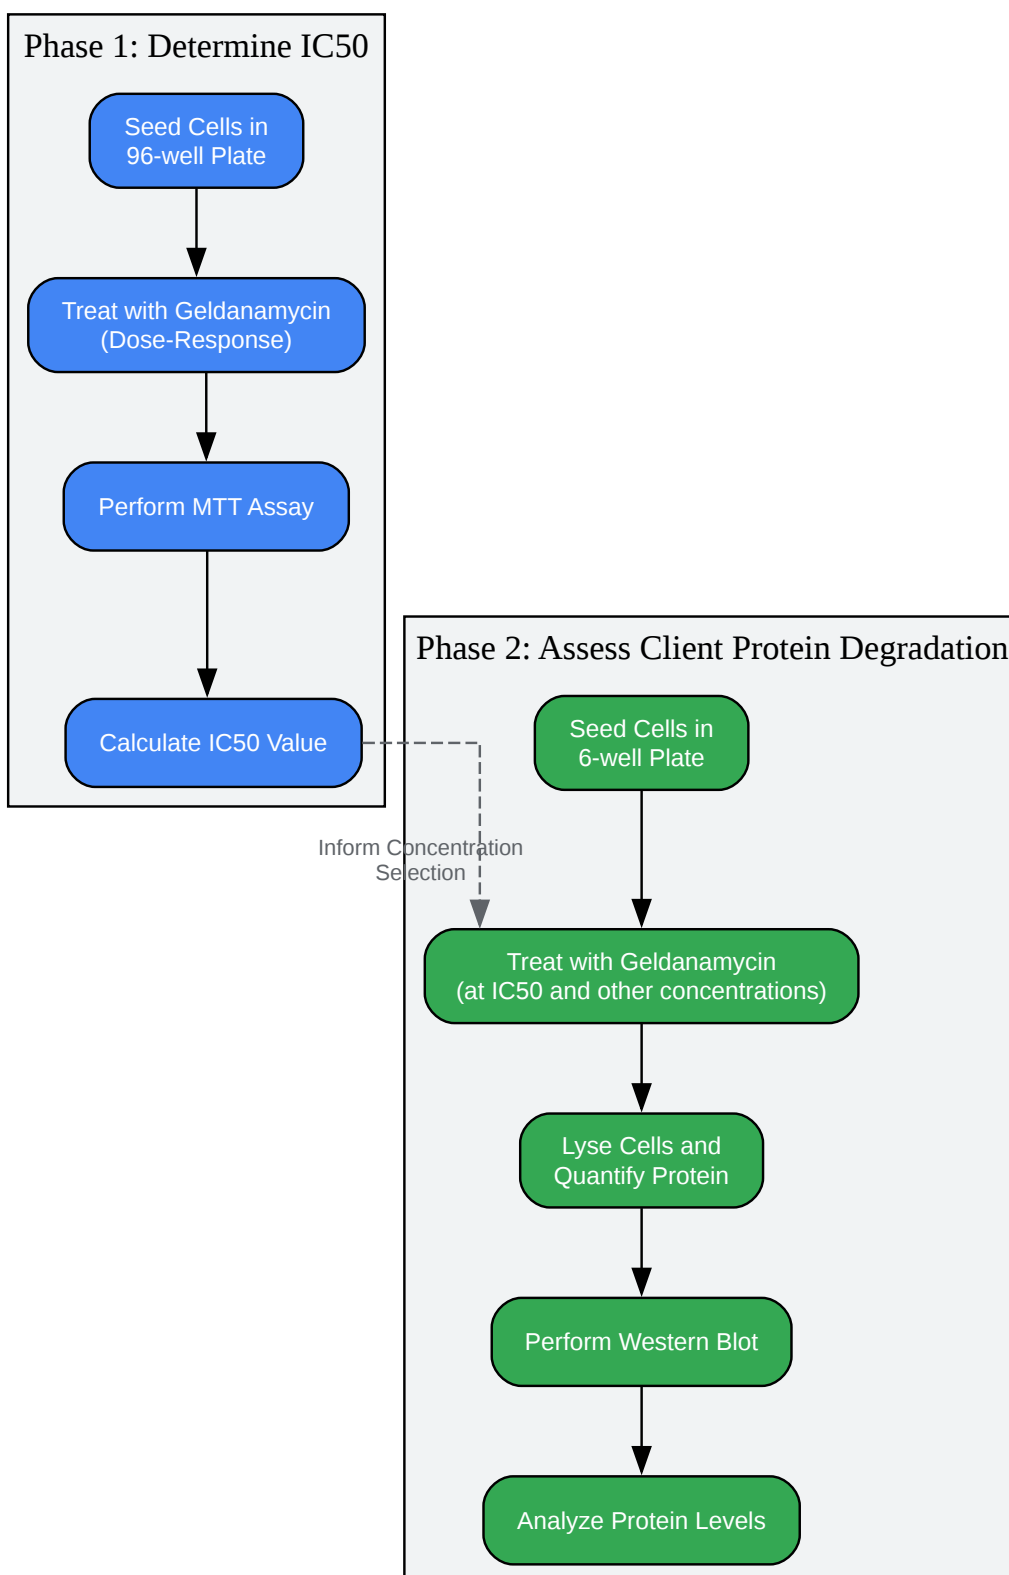 Phase 1: Determine IC50
Seed Cells in
96-well Plate
Treat with Geldanamycin
(Dose-Response)
Perform MTT Assay
Calculate IC50 Value
Inform Concentration
Selection
Phase 2: Assess Client Protein Degradation
Seed Cells in
6-well Plate
Treat with Geldanamycin
(at IC50 and other concentrations)
Lyse Cells and
Quantify Protein
Perform Western Blot
Analyze Protein Levels